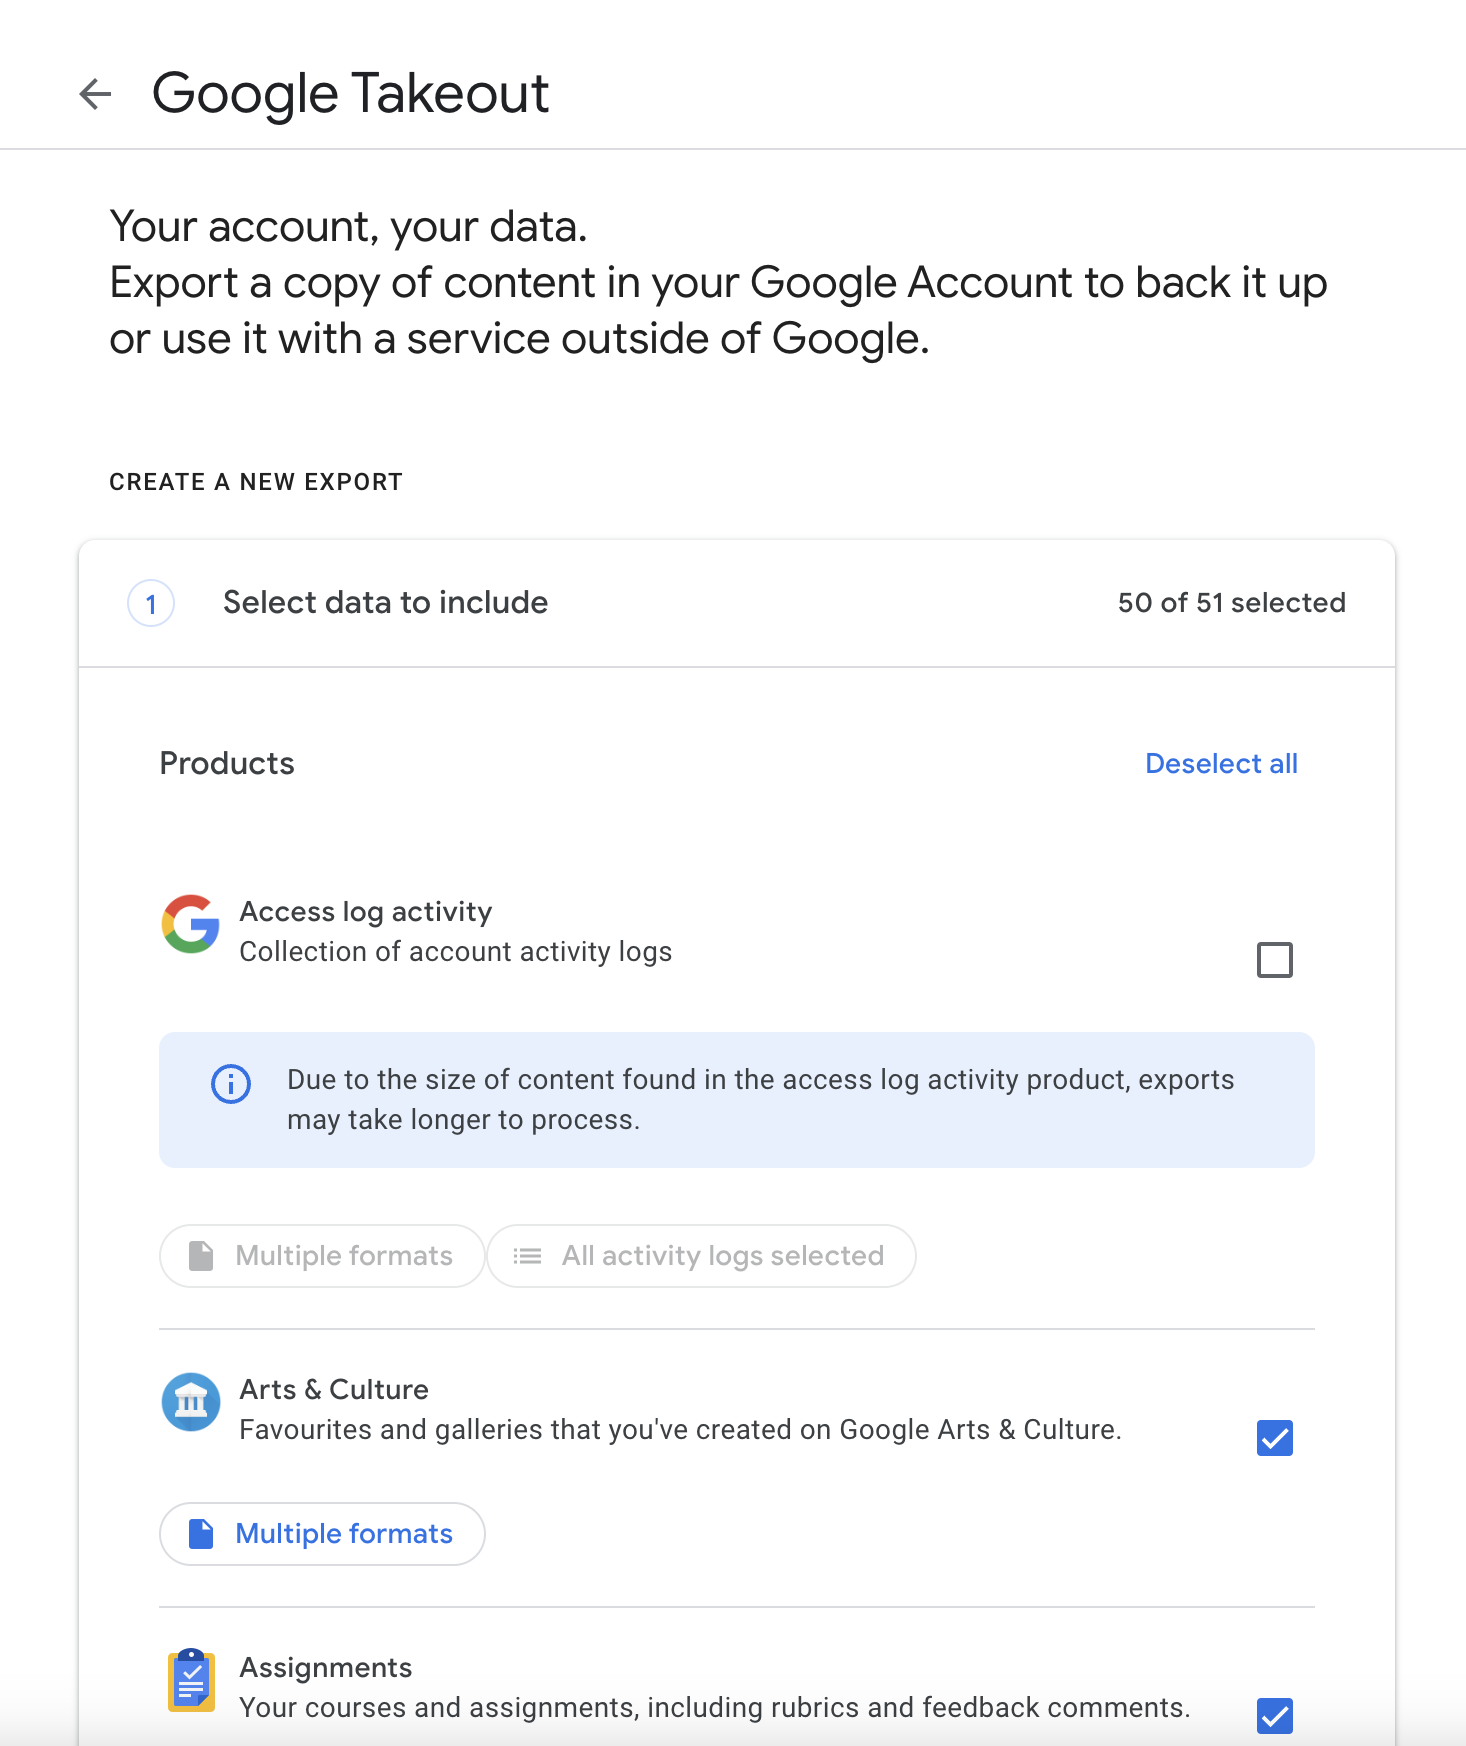 Google Takeout
Your account, your data.
Export a copy of content in your Google Account to back it up
or use it with a service outside of Google.
CREATE A NEW EXPORT
1 Select data to include 50 of 51 selected
Products Deselect all
Access log activity
Collection of account activity logs
Due to the size of content found in the access log activity product, exports
may take longer to process.
Multiple formats All activity logs selected
Arts & Culture
Favourites and galleries that you've created on Google Arts & Culture.
Multiple formats
Assignments
Your courses and assignments, including rubrics and feedback comments.